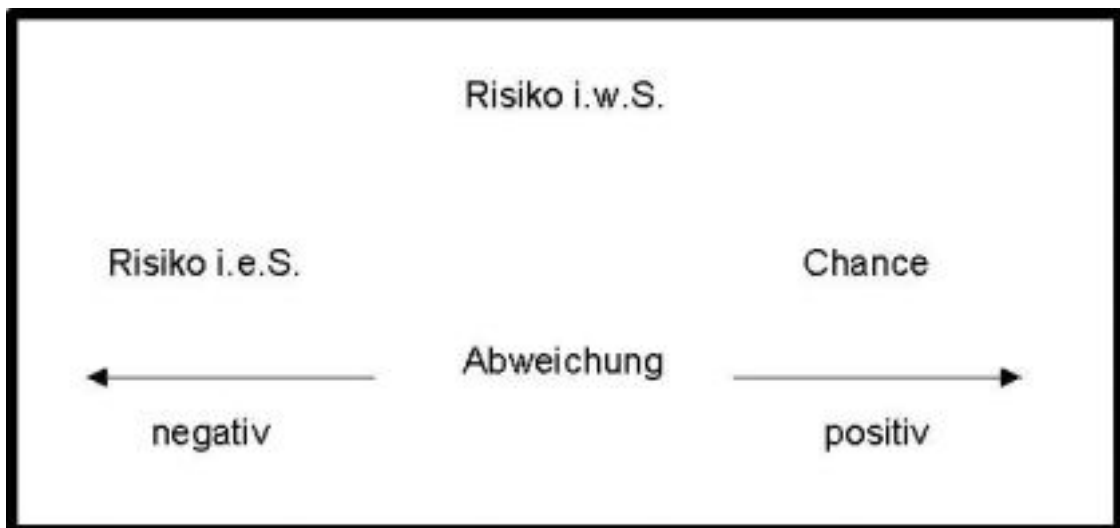 Risiko i.w.S.
Risiko i.e.S.
Chance
Abweichung
negativ
positiv